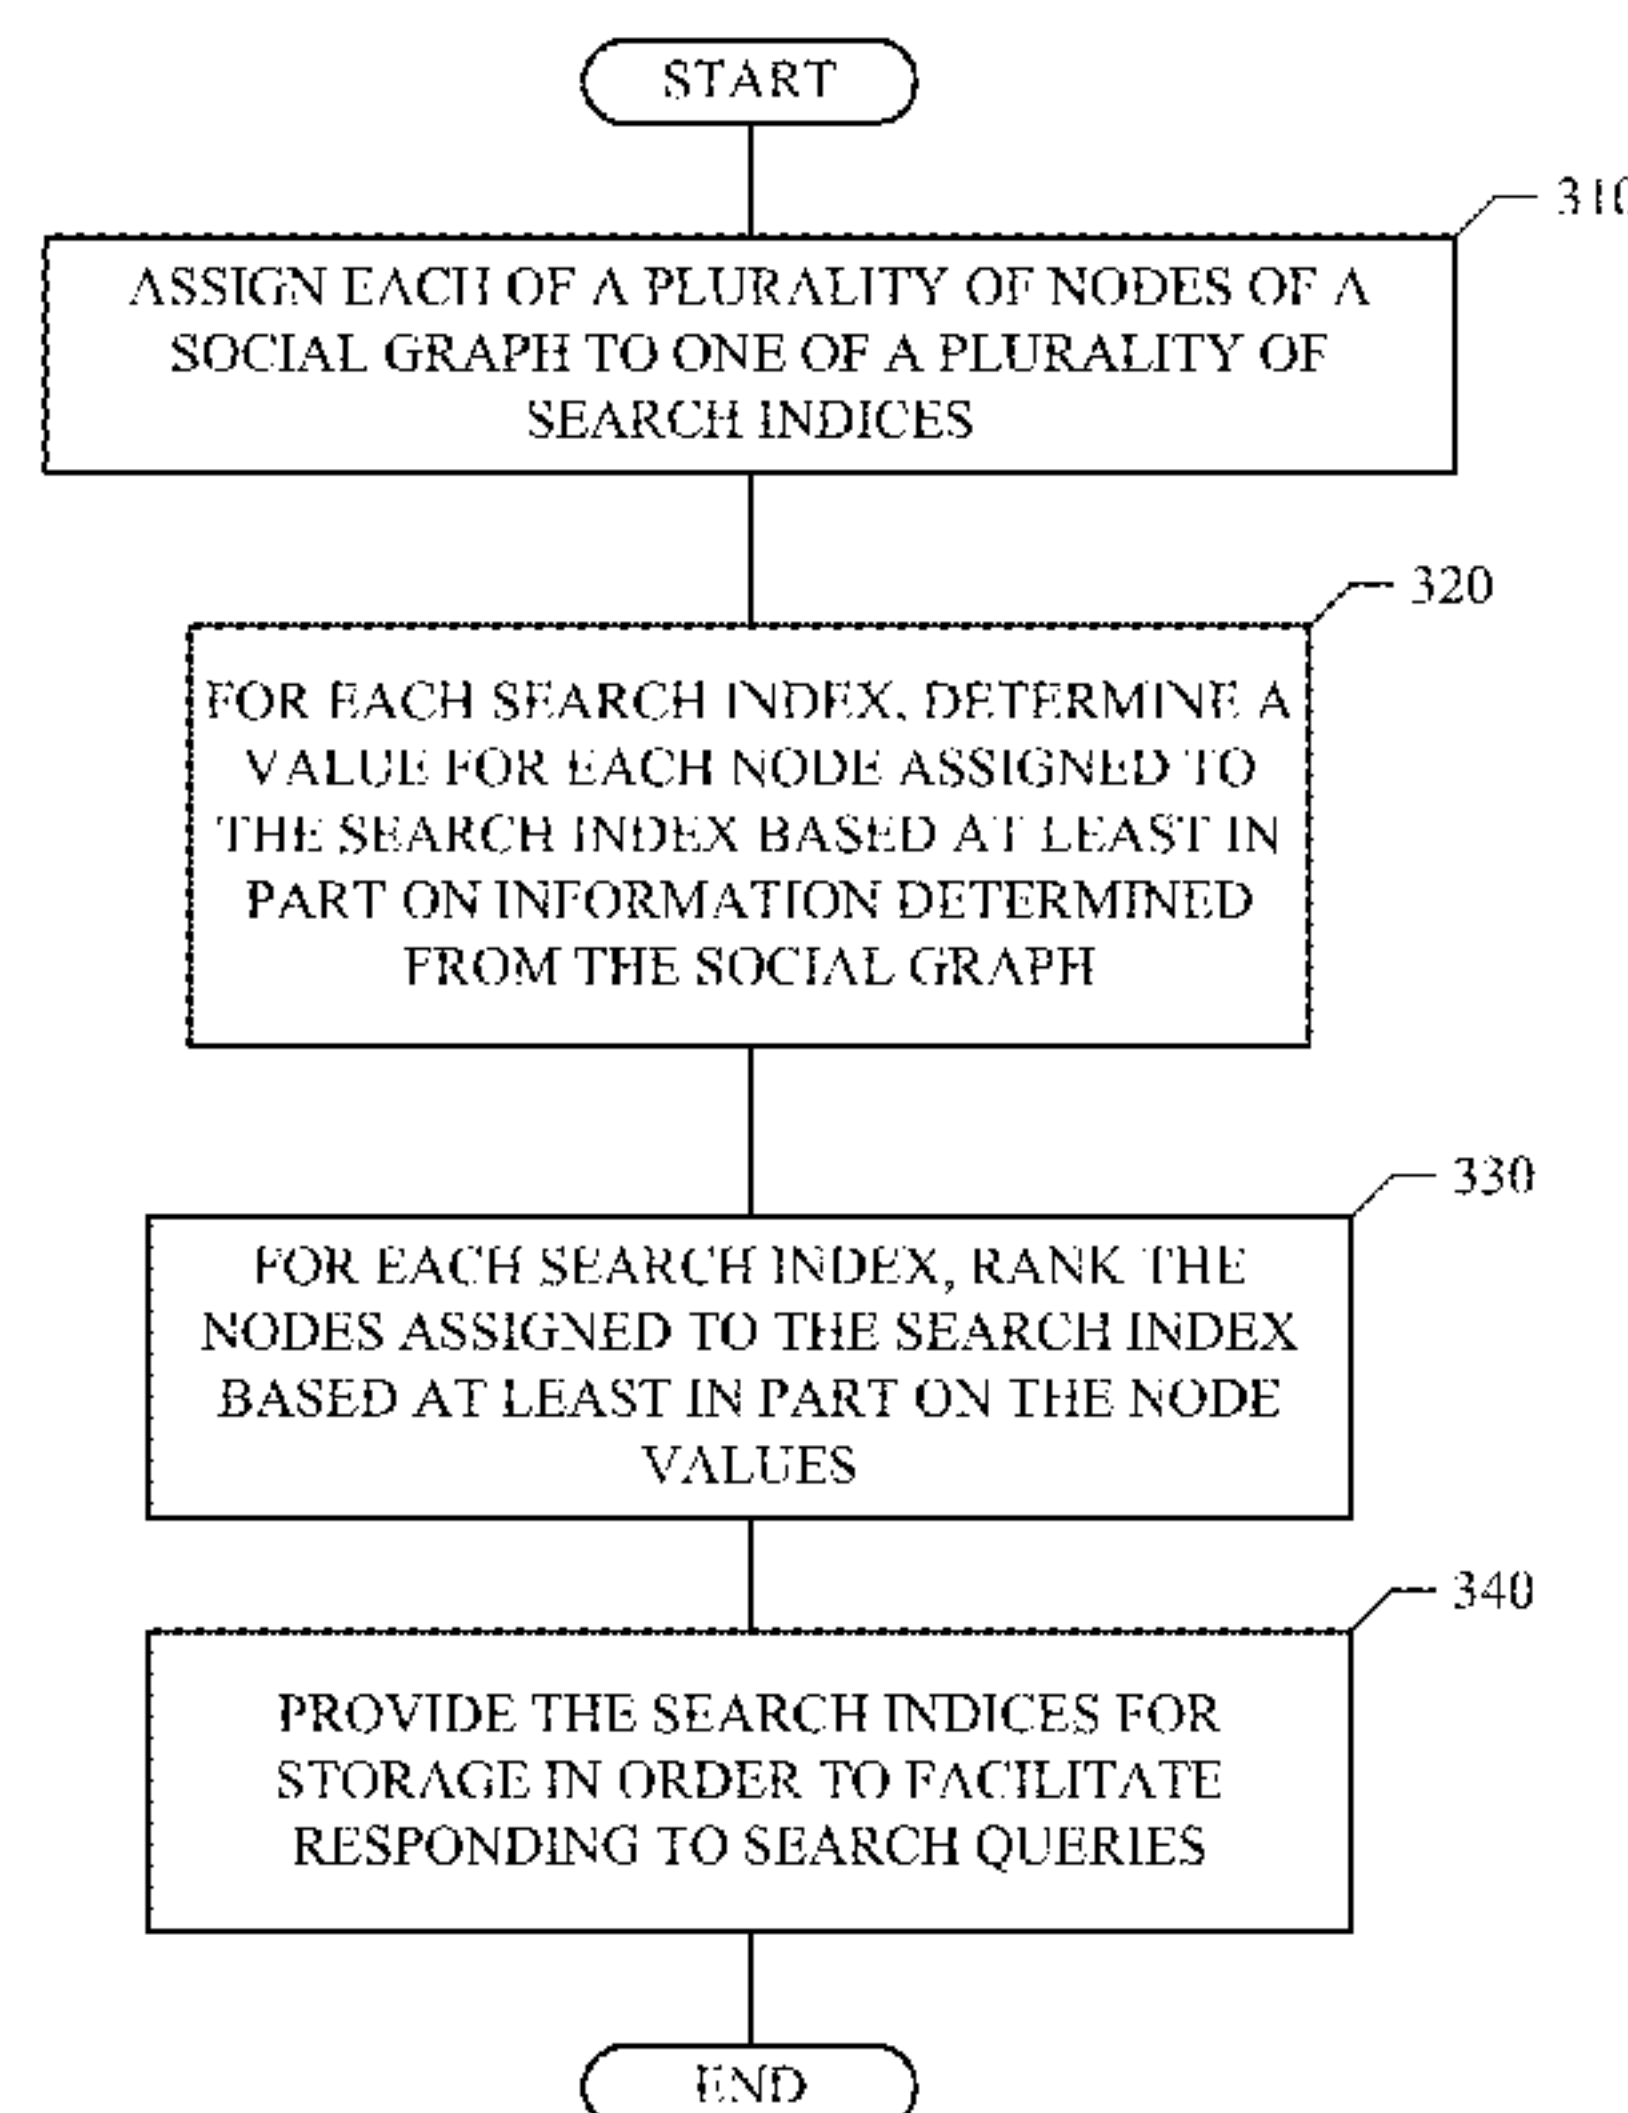 START
310
ASSIGN EACH OF A PLURALITY OF NODES OF A
SOCIAL GRAPH TO ONE OF A PLURALITY OF
SEARCH INDICES
320
FOR EACH SEARCH INDEX, DETERMINE A
VALUE FOR EACH NODE ASSIGNED TO
THE SEARCH INDEX BASED AT LEAST IN
PART ON INFORMATION DETERMINED
FROM THE SOCIAL GRAPH
330
FOR EACH SEARCH INDEX, RANK THE
NODES ASSIGNED TO THE SEARCH INDEX
BASED AT LEAST IN PART ON THE NODE
VALUES
340
PROVIDE THE SEARCH INDICES FOR
STORAGE IN ORDER TO FACILITATE
RESPONDING TO SEARCH QUERIES
END